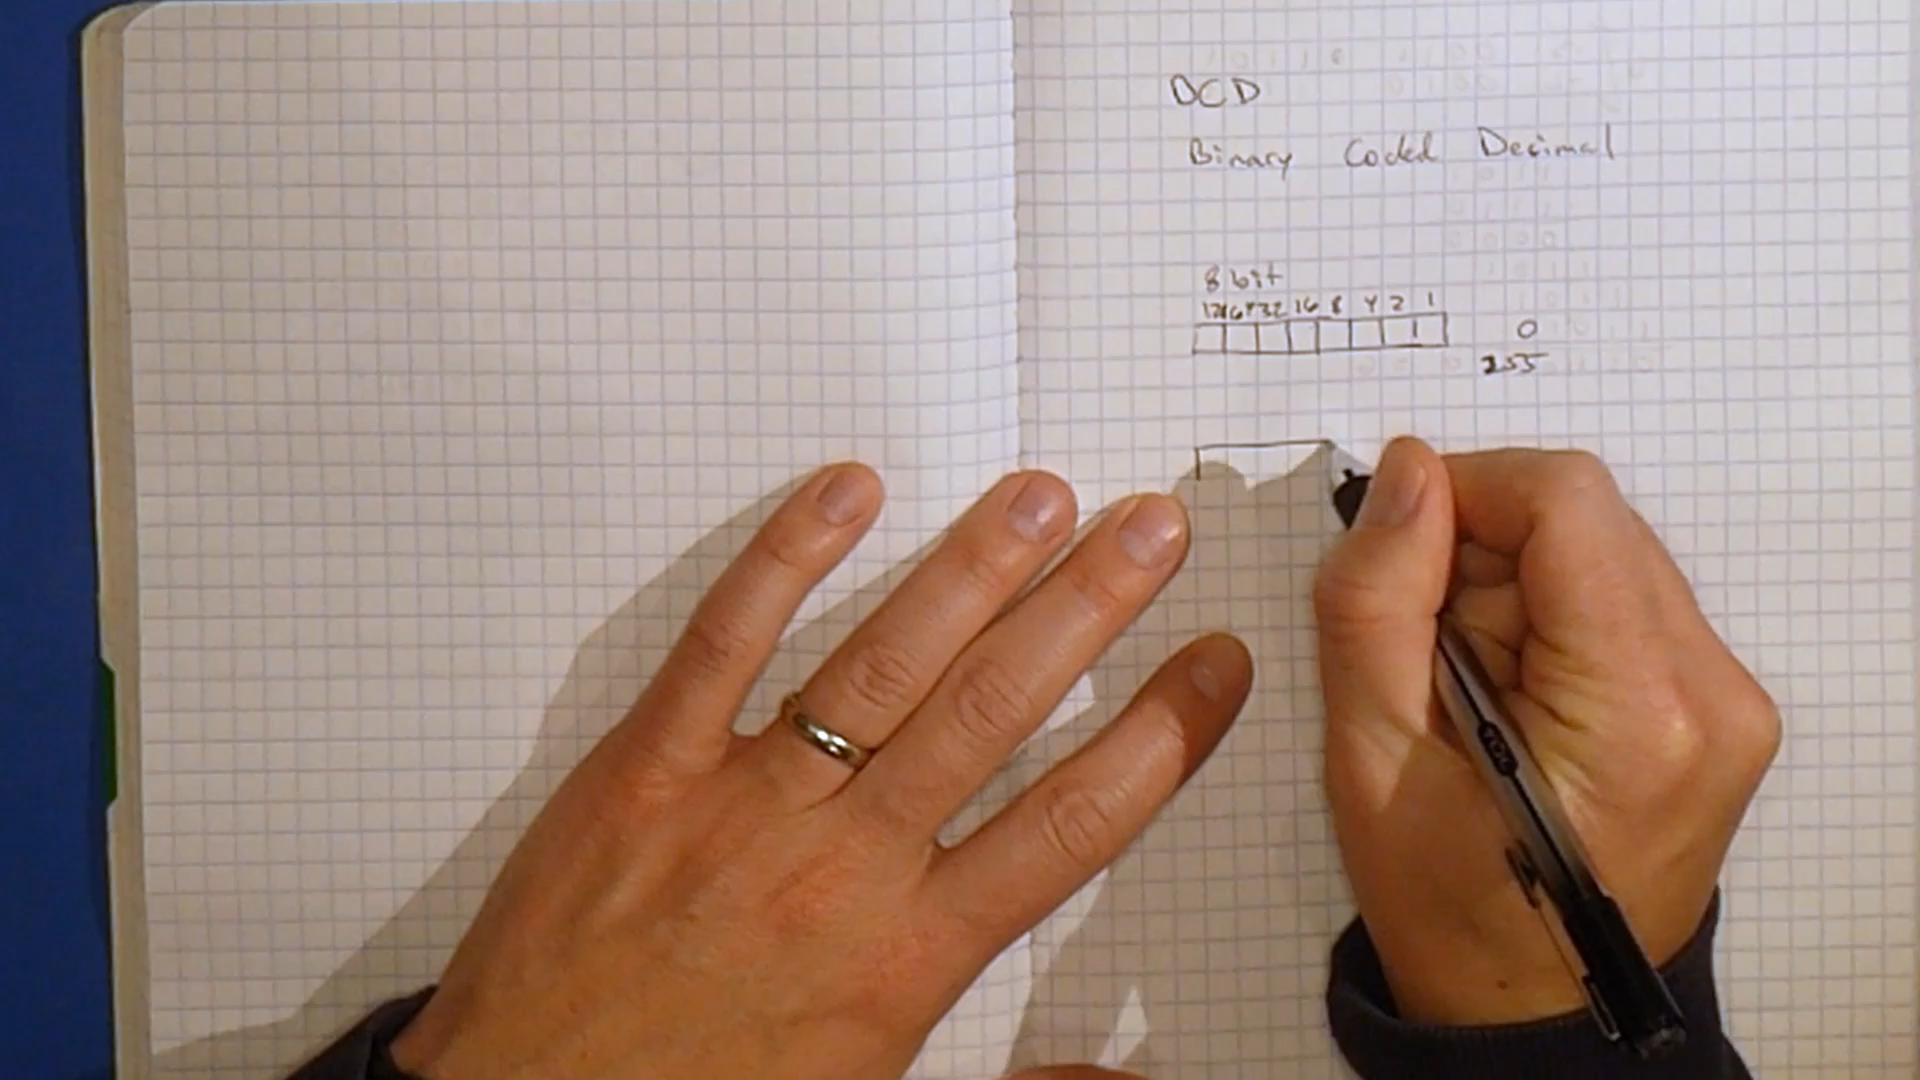 BCD
Binary Coded Decimal
8 bit
128 64 32 16 8 4 2 1
1 0
255